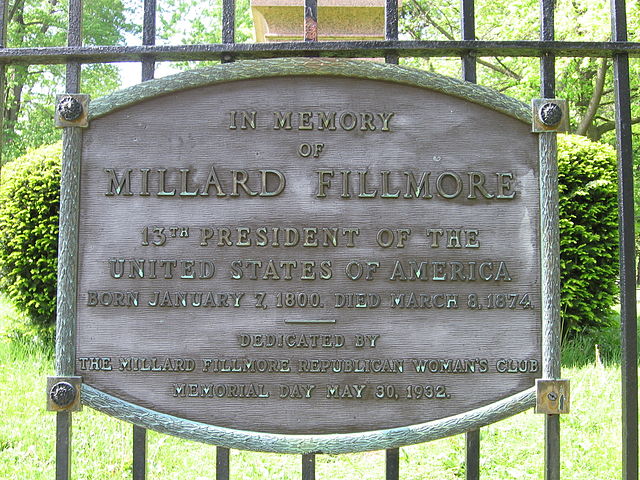 IN MEMORY
OF
MILLARD FILLMORE
13TH PRESIDENT OF THE
UNITED STATES OF AMERICA
BORN JANUARY 7, 1800. DIED MARCH 8, 1874.
DEDICATED BY
THE MILLARD FILLMORE REPUBLICAN WOMAN'S CLUB
MEMORIAL DAY MAY 30, 1932.